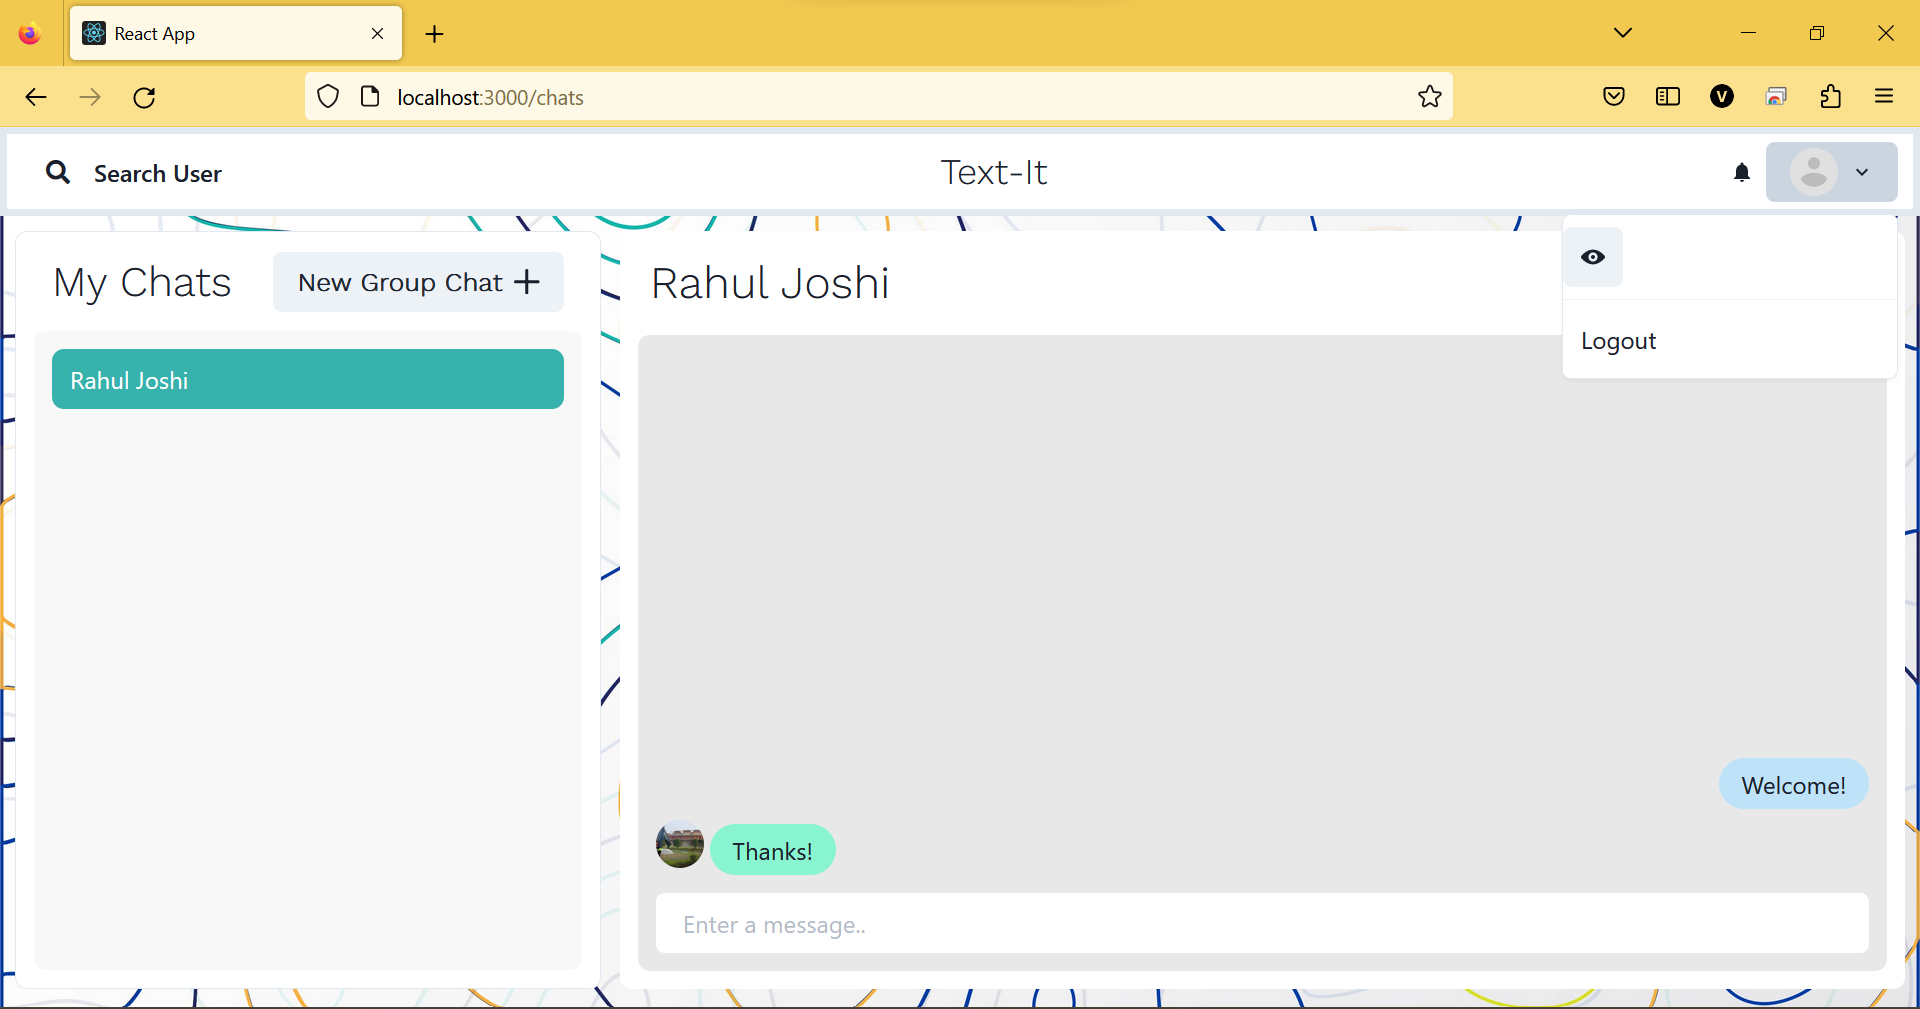 React App
localhost:3000/chats
V
Search User
Text-It
My Chats
New Group Chat
Rahul Joshi
Logout
Rahul Joshi
Welcome!
Thanks!
Enter a message..